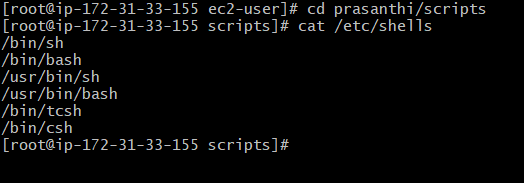 [root@ip-172-31-33-155 ec2-user]# cd prasanthi/scripts
[root@ip-172-31-33-155 scripts]# cat /etc/shells
/bin/sh
/bin/bash
/usr/bin/sh
/usr/bin/bash
/bin/tcsh
/bin/csh
[root@ip-172-31-33-155 scripts]#